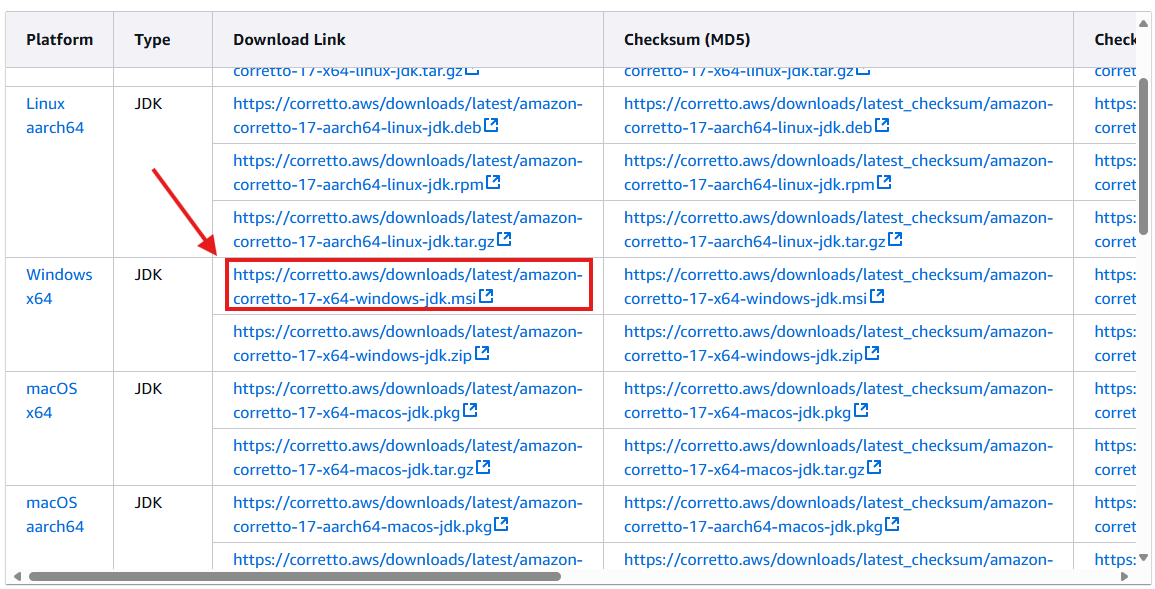 Platform Type Download Link Checksum (MD5) Check
corretto-17-x64-linux-jdk.tar.gz corretto-17-x64-linux-jdk.tar.gz corret
Linux JDK https://corretto.aws/downloads/latest/amazon- https://corretto.aws/downloads/latest_checksum/amazon- https:
aarch64 corretto-17-aarch64-linux-jdk.deb corretto-17-aarch64-linux-jdk.deb corret
https://corretto.aws/downloads/latest/amazon- https://corretto.aws/downloads/latest_checksum/amazon- https:
corretto-17-aarch64-linux-jdk.rpm corretto-17-aarch64-linux-jdk.rpm corret
https://corretto.aws/downloads/latest/amazon- https://corretto.aws/downloads/latest_checksum/amazon- https:
corretto-17-aarch64-linux-jdk.tar.gz corretto-17-aarch64-linux-jdk.tar.gz corret
Windows JDK https://corretto.aws/downloads/latest/amazon- https://corretto.aws/downloads/latest_checksum/amazon- https:
x64 corretto-17-x64-windows-jdk.msi corretto-17-x64-windows-jdk.msi corret
https://corretto.aws/downloads/latest/amazon- https://corretto.aws/downloads/latest_checksum/amazon- https:
corretto-17-x64-windows-jdk.zip corretto-17-x64-windows-jdk.zip corret
macOS JDK https://corretto.aws/downloads/latest/amazon- https://corretto.aws/downloads/latest_checksum/amazon- https:
x64 corretto-17-x64-macos-jdk.pkg corretto-17-x64-macos-jdk.pkg corret
https://corretto.aws/downloads/latest/amazon- https://corretto.aws/downloads/latest_checksum/amazon- https:
corretto-17-x64-macos-jdk.tar.gz corretto-17-x64-macos-jdk.tar.gz corret
macOS JDK https://corretto.aws/downloads/latest/amazon- https://corretto.aws/downloads/latest_checksum/amazon- https:
aarch64 corretto-17-aarch64-macos-jdk.pkg corretto-17-aarch64-macos-jdk.pkg corret
https://corretto.aws/downloads/latest/amazon- https://corretto.aws/downloads/latest_checksum/amazon- https: